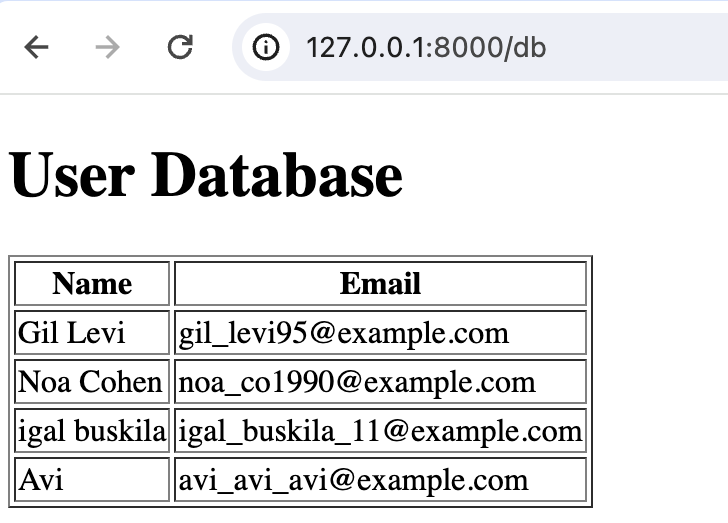 127.0.0.1:8000/db
User Database
Name Email
Gil Levi gil_levi95@example.com
Noa Cohen noa_co1990@example.com
igal buskila igal_buskila_11@example.com
Avi avi_avi_avi@example.com